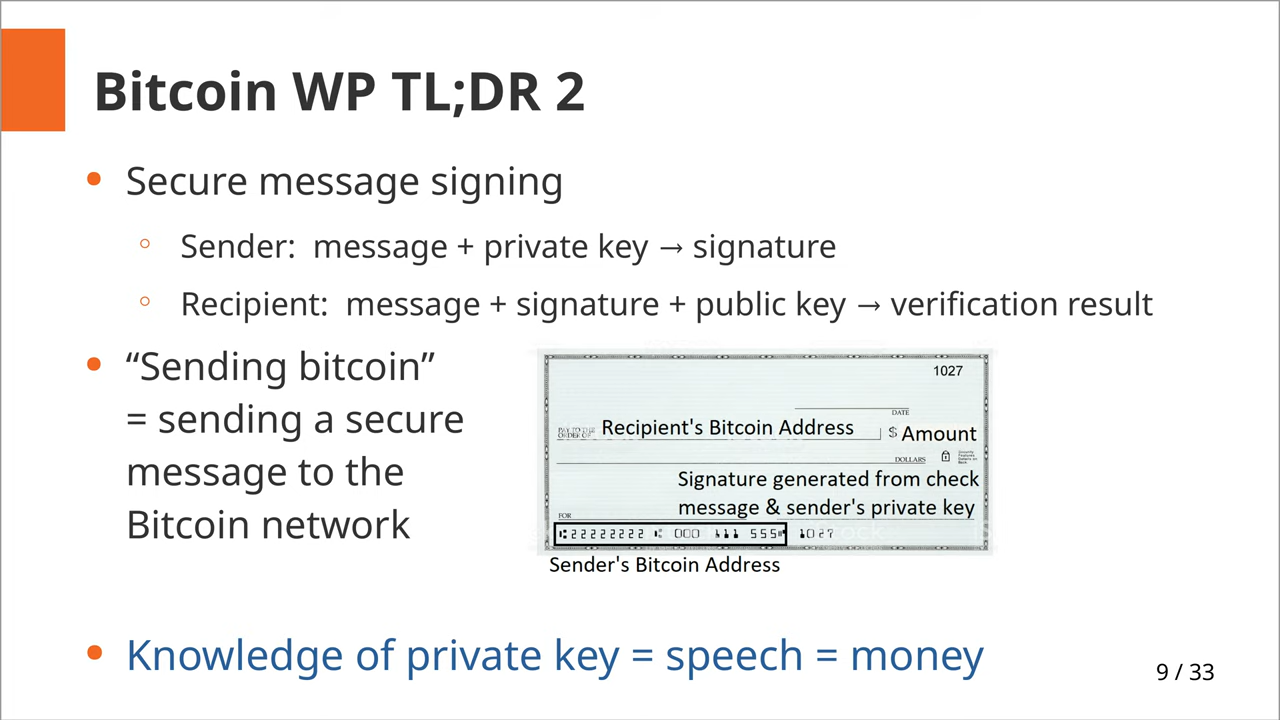 Bitcoin WP TL;DR 2
• Secure message signing
○ Sender: message + private key → signature
○ Recipient: message + signature + public key → verification result
• “Sending bitcoin”
= sending a secure
message to the
Bitcoin network
1027
DATE
PAY TO THE
ORDER OF
Recipient's Bitcoin Address
$ Amount
DOLLARS
Signature generated from check
message & sender's private key
FOR
⑆22222222⑆ 000 111 555⑈ 1027
Sender's Bitcoin Address
• Knowledge of private key = speech = money
9 / 33